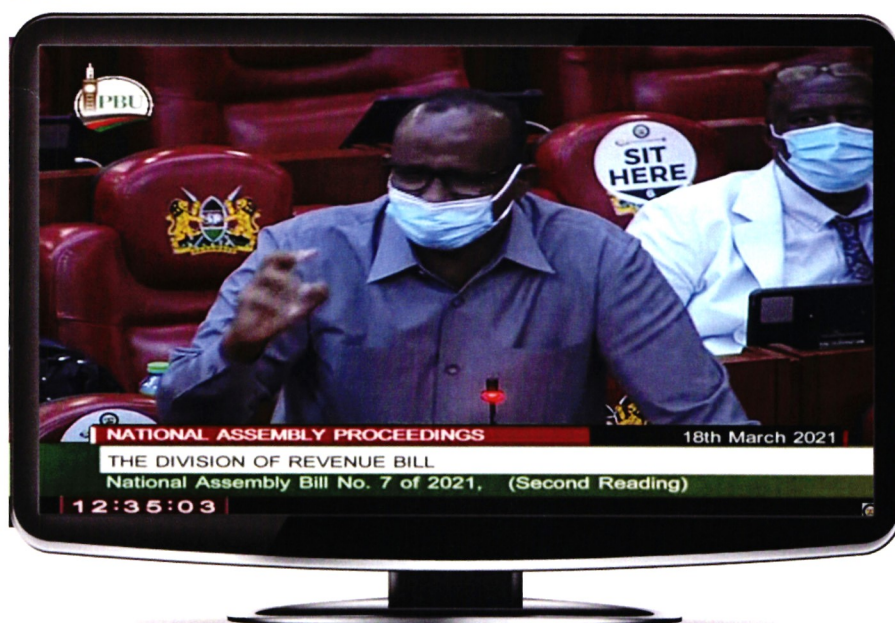 PBU
SIT
HERE
NATIONAL ASSEMBLY PROCEEDINGS
18th March 2021
THE DIVISION OF REVENUE BILL
National Assembly Bill No. 7 of 2021, (Second Reading)
12:35:03